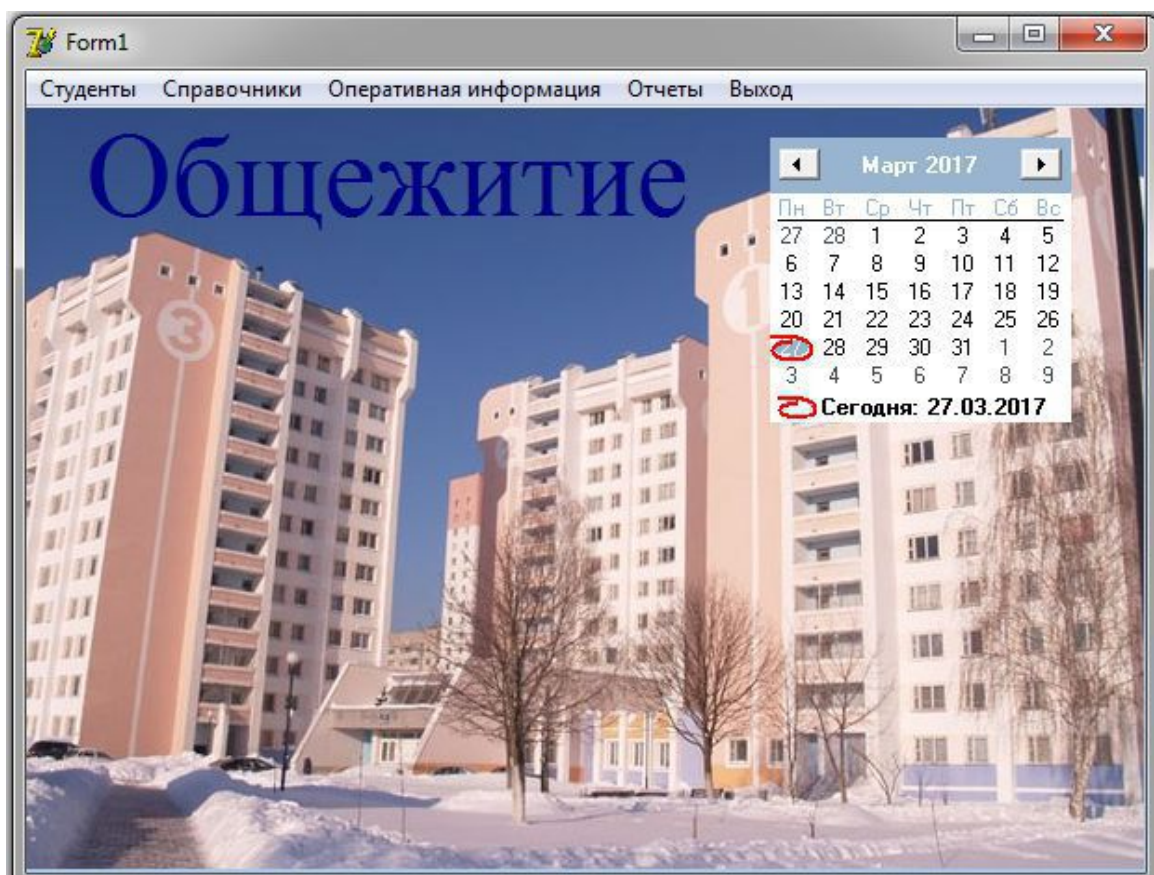 Form1
Студенты Справочники Оперативная информация Отчеты Выход
Общежитие
Март 2017
Пн Вт Ср Чт Пт Сб Вс
27 28 1 2 3 4 5
6 7 8 9 10 11 12
13 14 15 16 17 18 19
20 21 22 23 24 25 26
27 28 29 30 31 1 2
3 4 5 6 7 8 9
Сегодня: 27.03.2017
3
1